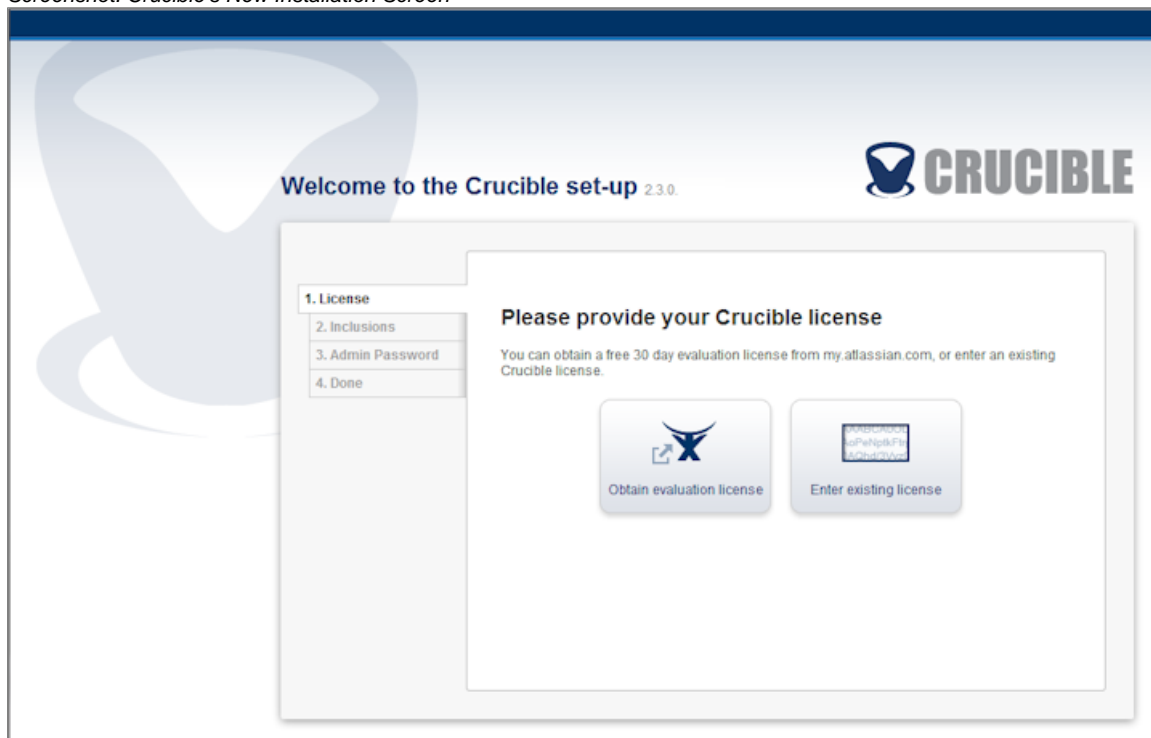 Screenshot: Crucible's New Installation Screen
CRUCIBLE
Welcome to the Crucible set-up 2.3.0.
1. License
2. Inclusions
3. Admin Password
4. Done
Please provide your Crucible license
You can obtain a free 30 day evaluation license from my.atlassian.com, or enter an existing
Crucible license.
Obtain evaluation license
Enter existing license